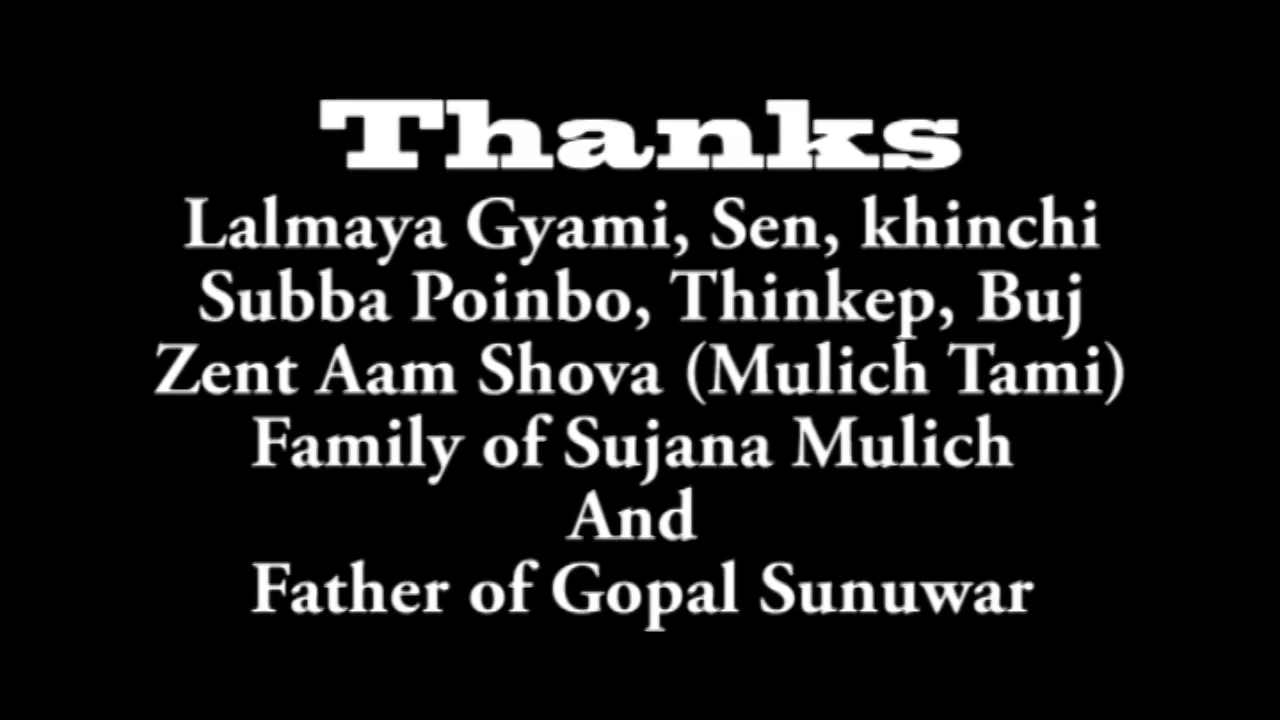 Thanks
Lalmaya Gyami, Sen, khinchi
Subba Poinbo, Thinkep, Buj
Zent Aam Shova (Mulich Tami)
Family of Sujana Mulich
And
Father of Gopal Sunuwar